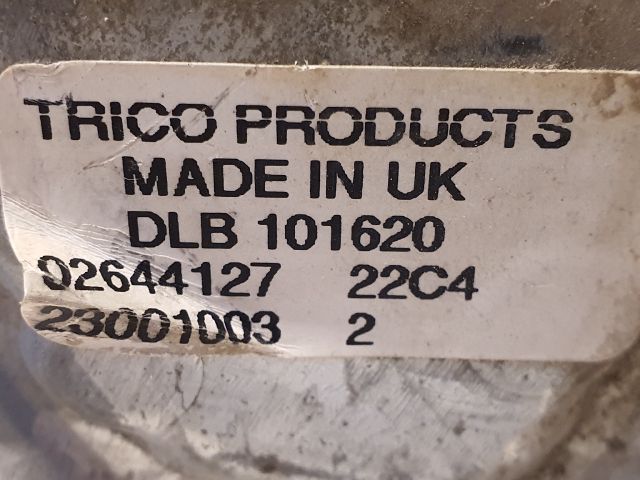 TRICO PRODUCTS
MADE IN UK
DLB 101620
02644127 22C4
23001003 2